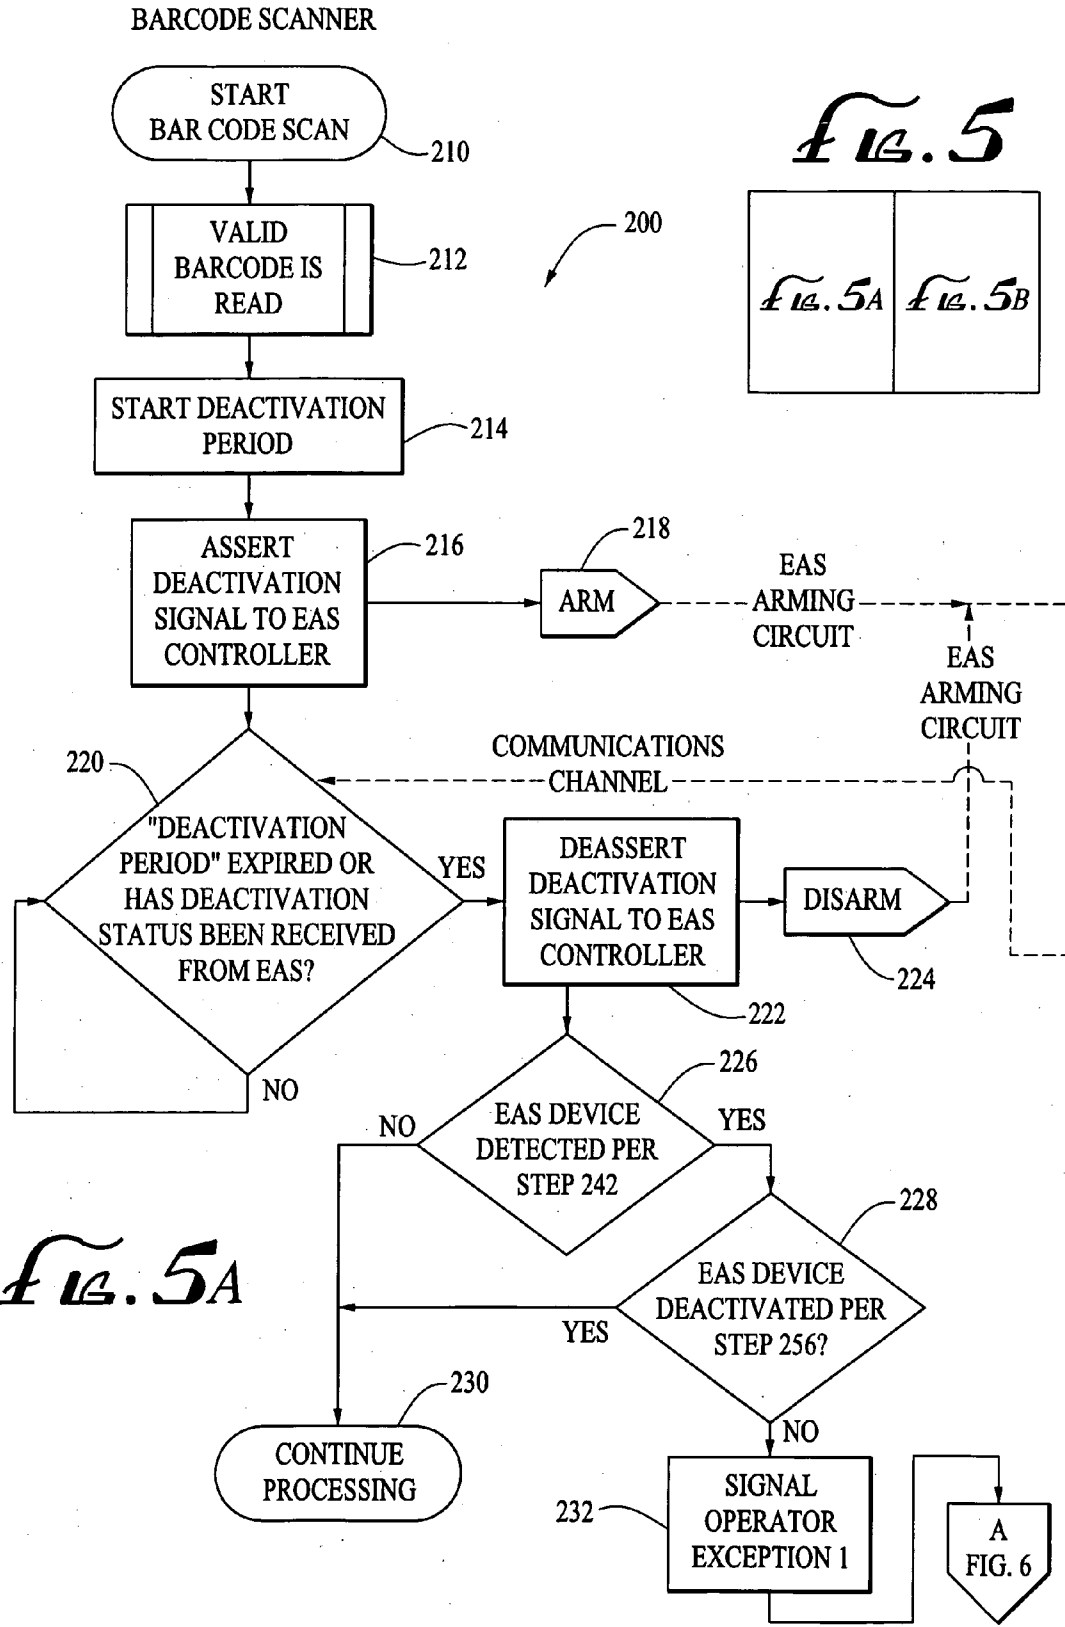 BARCODE SCANNER
START
BAR CODE SCAN
210
FIG. 5
VALID
BARCODE IS
READ
212
200
FIG. 5A
FIG. 5B
START DEACTIVATION
PERIOD
214
ASSERT
DEACTIVATION
SIGNAL TO EAS
CONTROLLER
216
218
ARM
EAS
ARMING
CIRCUIT
EAS
ARMING
CIRCUIT
COMMUNICATIONS
CHANNEL
220
"DEACTIVATION
PERIOD" EXPIRED OR
HAS DEACTIVATION
STATUS BEEN RECEIVED
FROM EAS?
YES
NO
DEASSERT
DEACTIVATION
SIGNAL TO EAS
CONTROLLER
222
DISARM
224
226
EAS DEVICE
DETECTED PER
STEP 242
NO
YES
228
EAS DEVICE
DEACTIVATED PER
STEP 256?
YES
NO
FIG. 5A
230
CONTINUE
PROCESSING
232
SIGNAL
OPERATOR
EXCEPTION 1
A
FIG. 6